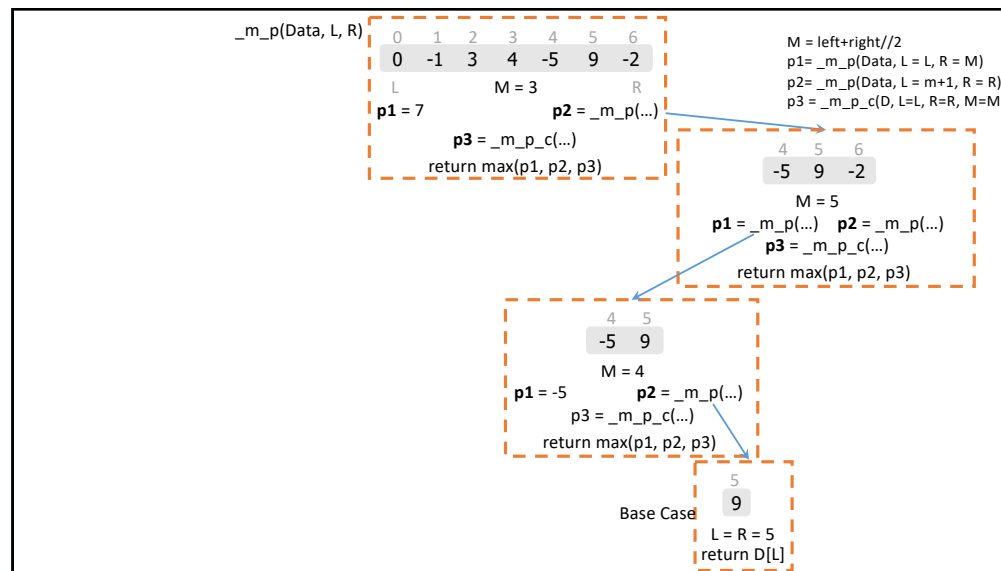 _m_p(Data, L, R)
0 1 2 3 4 5 6
0 -1 3 4 -5 9 -2
L M = 3 R
p1 = 7 p2 = _m_p(…)
p3 = _m_p_c(…)
return max(p1, p2, p3)
M = left+right//2
p1= _m_p(Data, L = L, R = M)
p2= _m_p(Data, L = m+1, R = R)
p3 = _m_p_c(D, L=L, R=R, M=M
4 5 6
-5 9 -2
M = 5
p1 = _m_p(…) p2 = _m_p(…)
p3 = _m_p_c(…)
return max(p1, p2, p3)
4 5
-5 9
M = 4
p1 = -5 p2 = _m_p(…)
p3 = _m_p_c(…)
return max(p1, p2, p3)
5
9
Base Case
L = R = 5
return D[L]